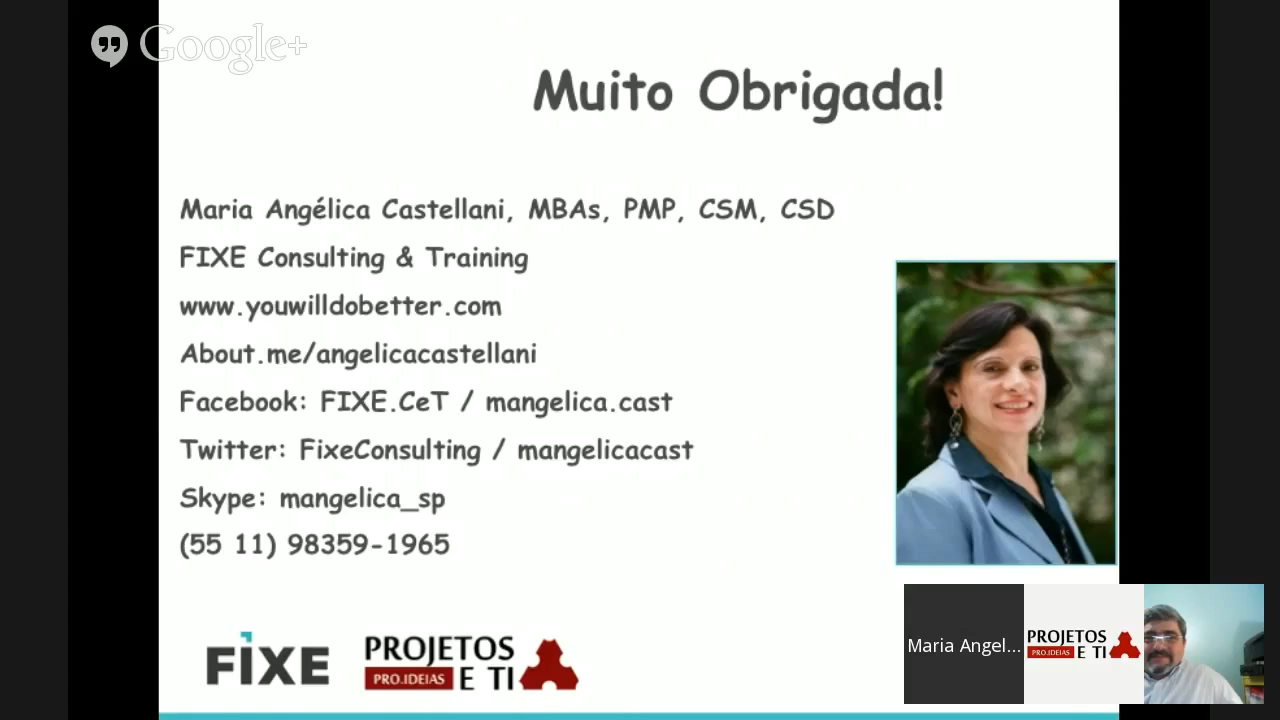 Google+
Muito Obrigada!
Maria Angélica Castellani, MBAs, PMP, CSM, CSD
FIXE Consulting & Training
www.youwilldobetter.com
About.me/angelicacastellani
Facebook: FIXE.CeT / mangelica.cast
Twitter: FixeConsulting / mangelicacast
Skype: mangelica_sp
(55 11) 98359-1965
FIXE
PROJETOS
PRO.IDEIAS E TI
Maria Angel...
PROJETOS
PRO.IDEIAS E TI